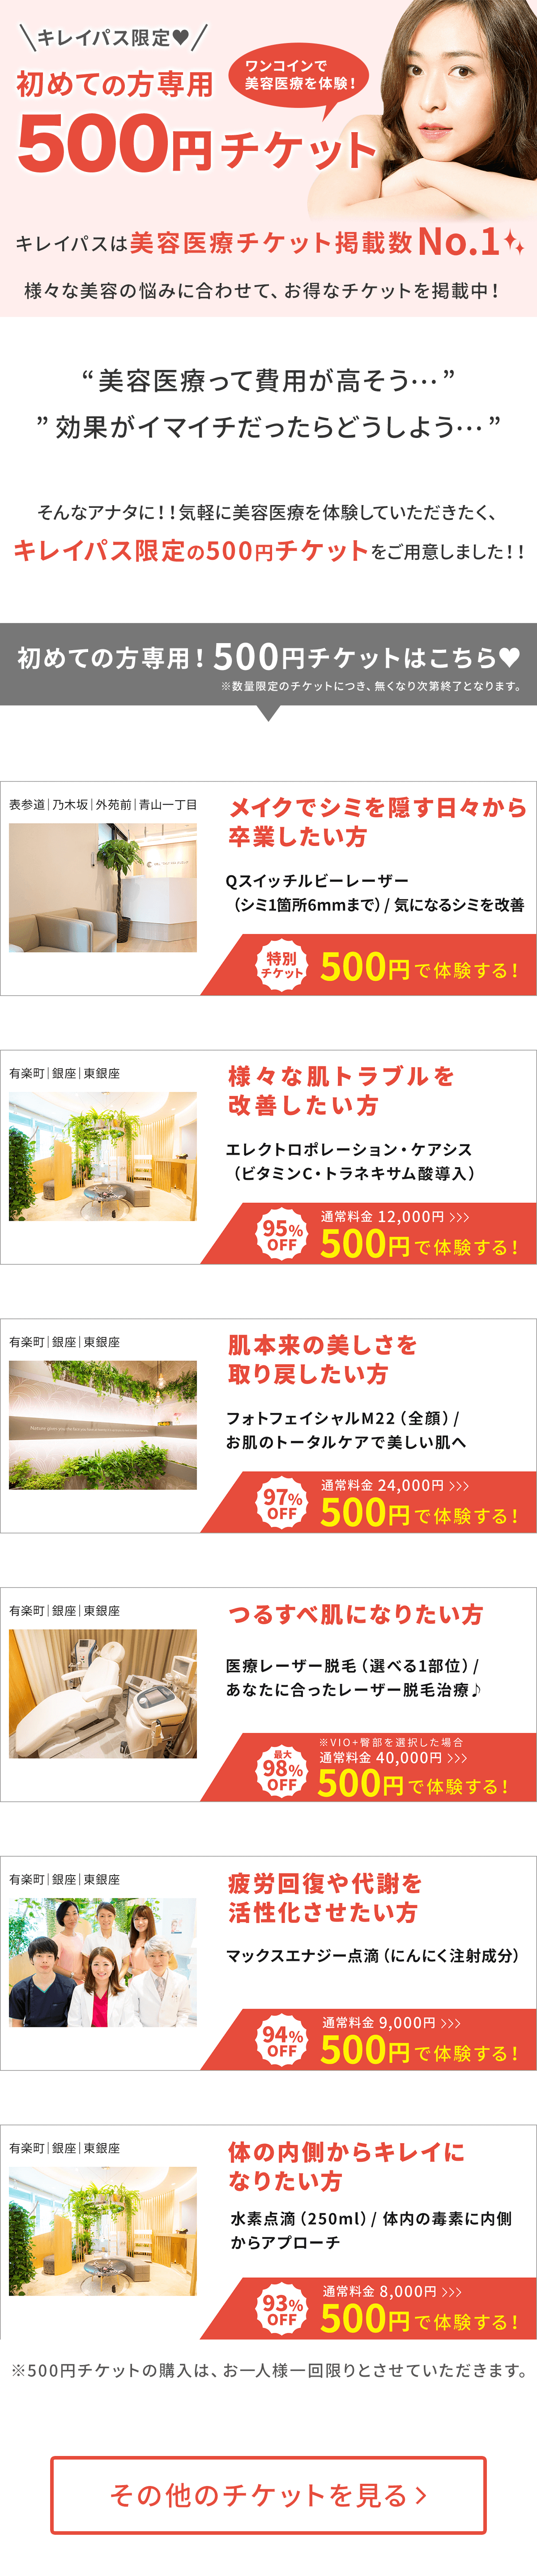 キレイパス限定♥
初めての方専用
ワンコインで
美容医療を体験！
500円チケット
キレイパスは美容医療チケット掲載数No.1
様々な美容の悩みに合わせて、お得なチケットを掲載中！
“美容医療って費用が高そう…”
”効果がイマイチだったらどうしよう…”
そんなアナタに！！気軽に美容医療を体験していただきたく、
キレイパス限定の500円チケットをご用意しました！！
初めての方専用！500円チケットはこちら♥
※数量限定のチケットにつき、無くなり次第終了となります。
表参道｜乃木坂｜外苑前｜青山一丁目
メイクでシミを隠す日々から
卒業したい方
Qスイッチルビーレーザー
（シミ1箇所6mmまで）/ 気になるシミを改善
特別
チケット
500円で体験する！
有楽町｜銀座｜東銀座
様々な肌トラブルを
改善したい方
エレクトロポレーション・ケアシス
（ビタミンC・トラネキサム酸導入）
95%
OFF
通常料金 12,000円 >>>
500円で体験する！
有楽町｜銀座｜東銀座
肌本来の美しさを
取り戻したい方
フォトフェイシャルM22（全顔）/
お肌のトータルケアで美しい肌へ
97%
OFF
通常料金 24,000円 >>>
500円で体験する！
有楽町｜銀座｜東銀座
つるすべ肌になりたい方
医療レーザー脱毛（選べる1部位）/
あなたに合ったレーザー脱毛治療♪
最大
98%
OFF
※VIO+臀部を選択した場合
通常料金 40,000円 >>>
500円で体験する！
有楽町｜銀座｜東銀座
疲労回復や代謝を
活性化させたい方
マックスエナジー点滴（にんにく注射成分）
94%
OFF
通常料金 9,000円 >>>
500円で体験する！
有楽町｜銀座｜東銀座
体の内側からキレイに
なりたい方
水素点滴（250ml）/ 体内の毒素に内側
からアプローチ
93%
OFF
通常料金 8,000円 >>>
500円で体験する！
※500円チケットの購入は、お一人様一回限りとさせていただきます。
その他のチケットを見る >